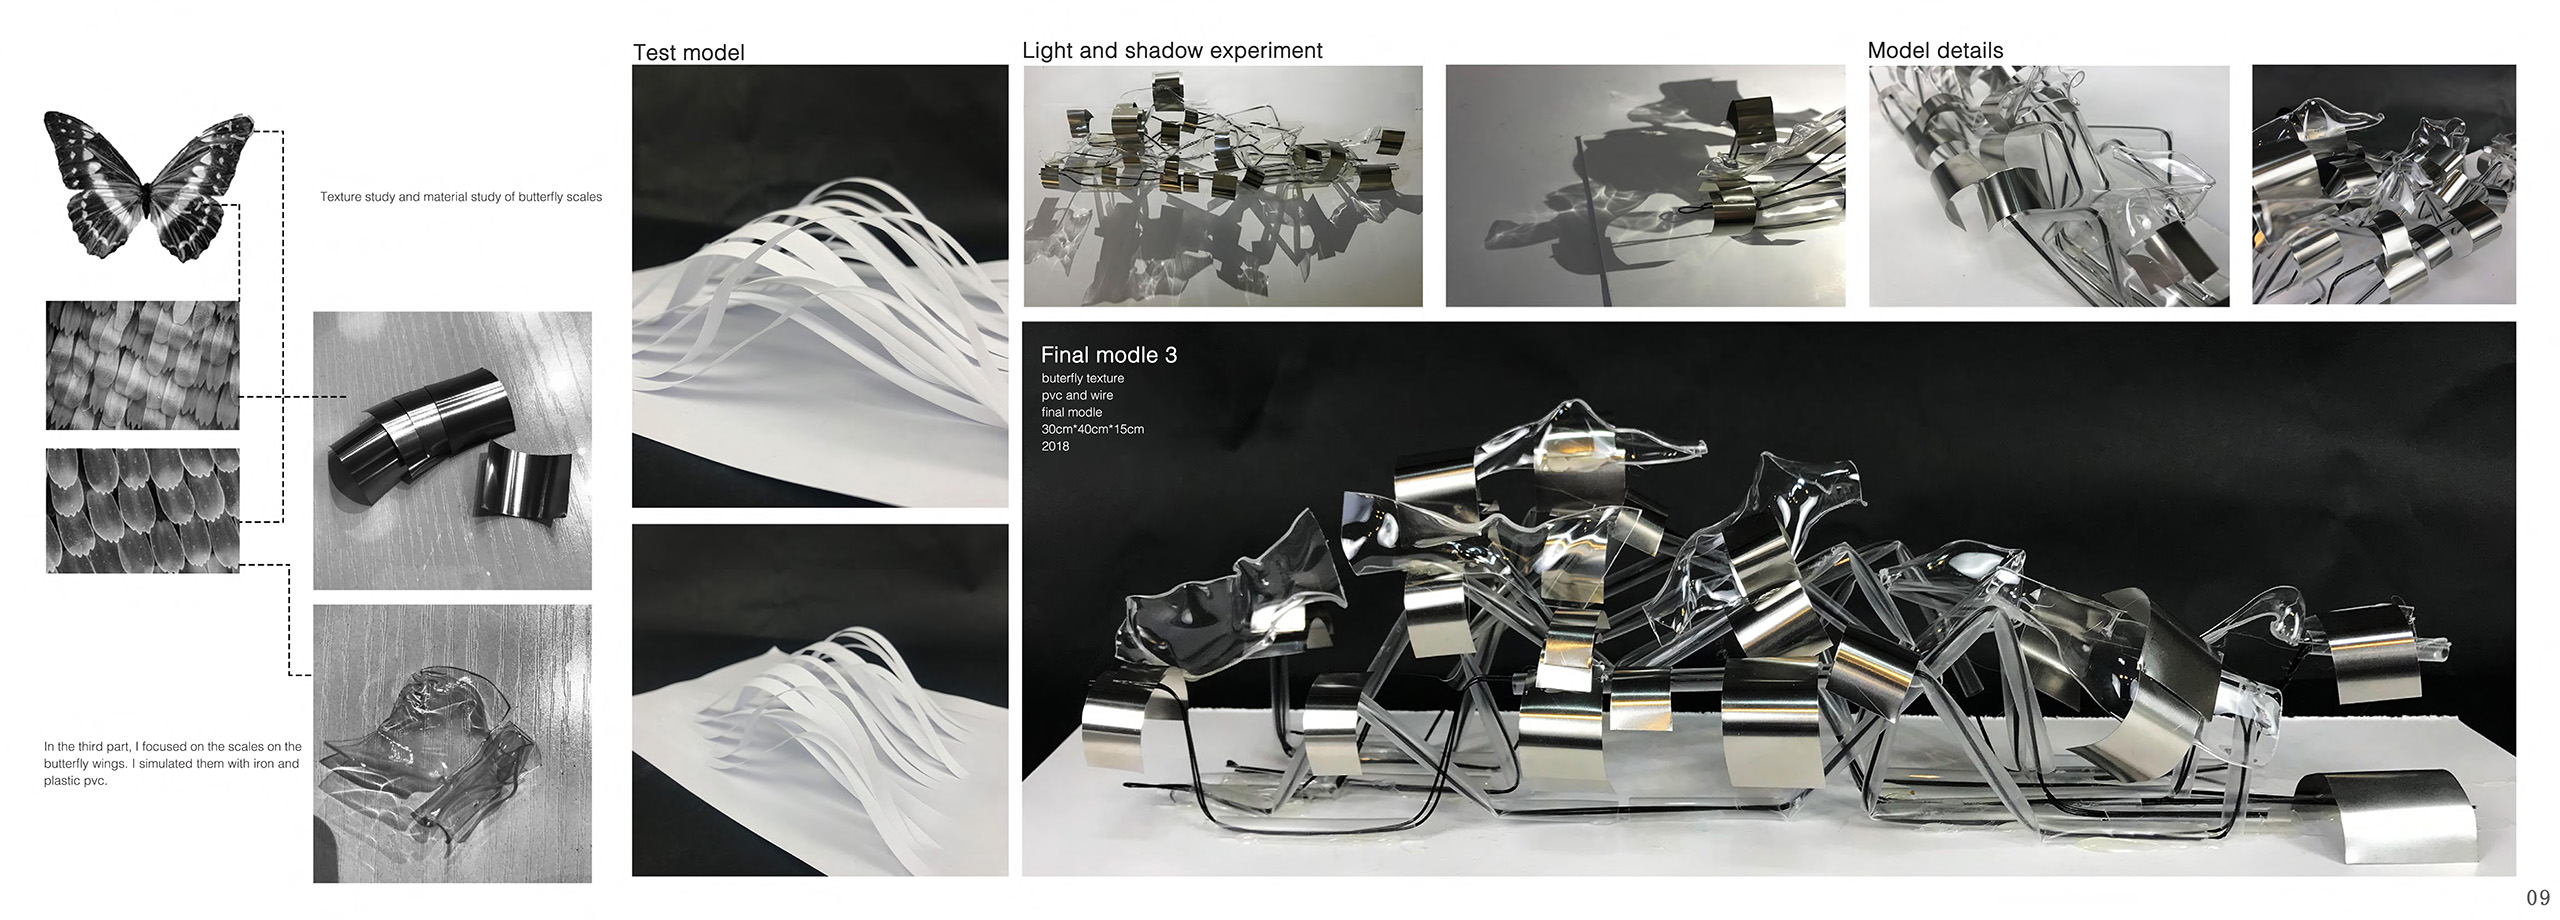 Texture study and material study of butterfly scales
In the third part, I focused on the scales on the
butterfly wings. I simulated them with iron and
plastic pvc.
Test model
Light and shadow experiment
Model details
Final modle 3
buterfly texture
pvc and wire
final modle
30cm*40cm*15cm
2018
09